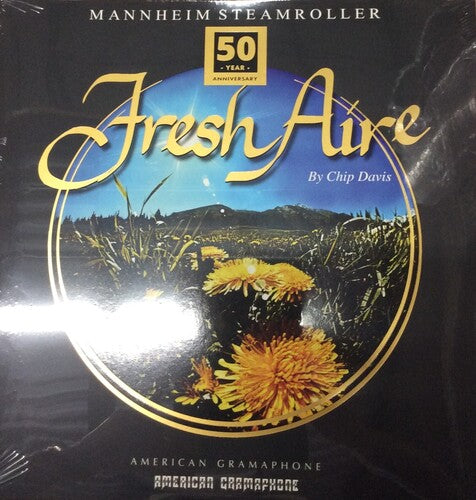 MANNHEIM STEAMROLLER
50
- YEAR -
ANNIVERSARY
Fresh Aire
By Chip Davis
AMERICAN GRAMAPHONE
AMERICAN GRAMAPHONE